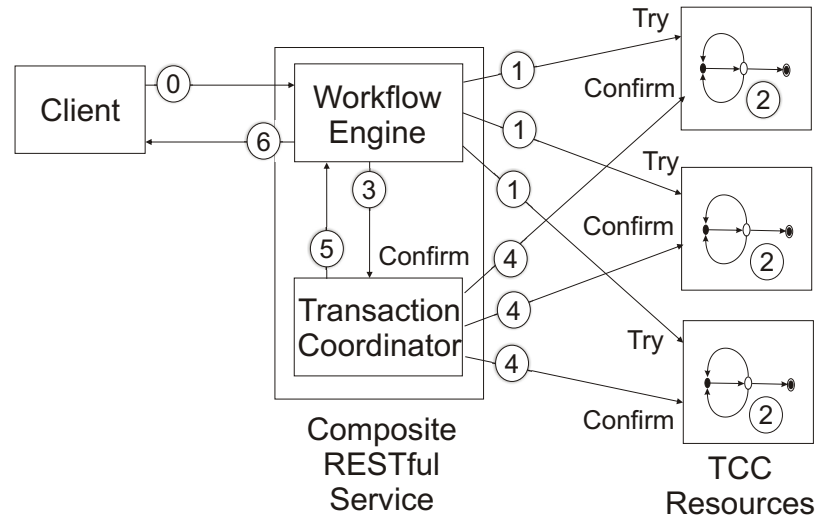 Client
0
6
Workflow
Engine
3
5
Confirm
Transaction
Coordinator
Composite
RESTful
Service
1
1
1
4
4
4
Try
Confirm
2
Try
Confirm
2
Try
Confirm
2
TCC
Resources